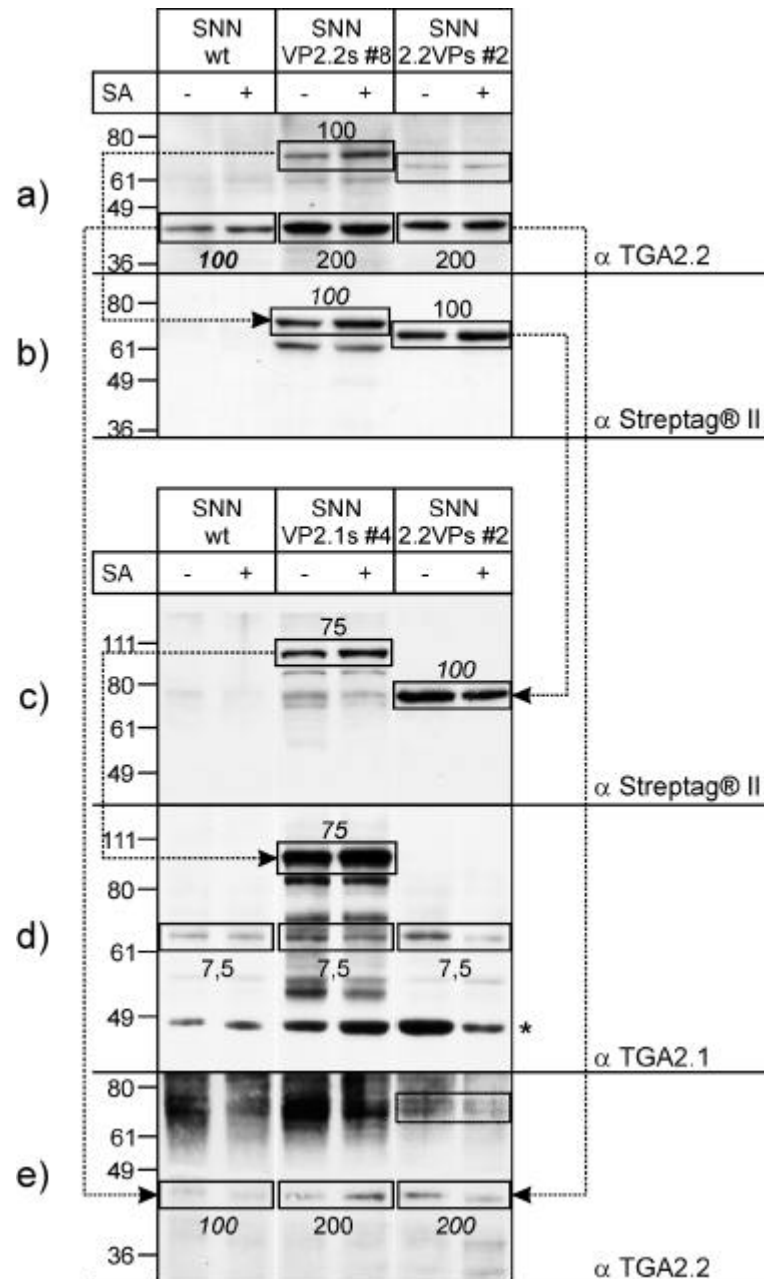 SNN SNN SNN
wt VP2.2s #8 2.2VPs #2
SA - + - + - +
a)
80
61
49
36
100
100 200 200
α TGA2.2
b)
80
61
49
36
100 100
α Streptag® II
SNN SNN SNN
wt VP2.1s #4 2.2VPs #2
SA - + - + - +
c)
111
80
61
49
75
100
α Streptag® II
d)
111
80
61
49
75
7,5 7,5 7,5
*
α TGA2.1
e)
80
61
49
36
100 200 200
α TGA2.2